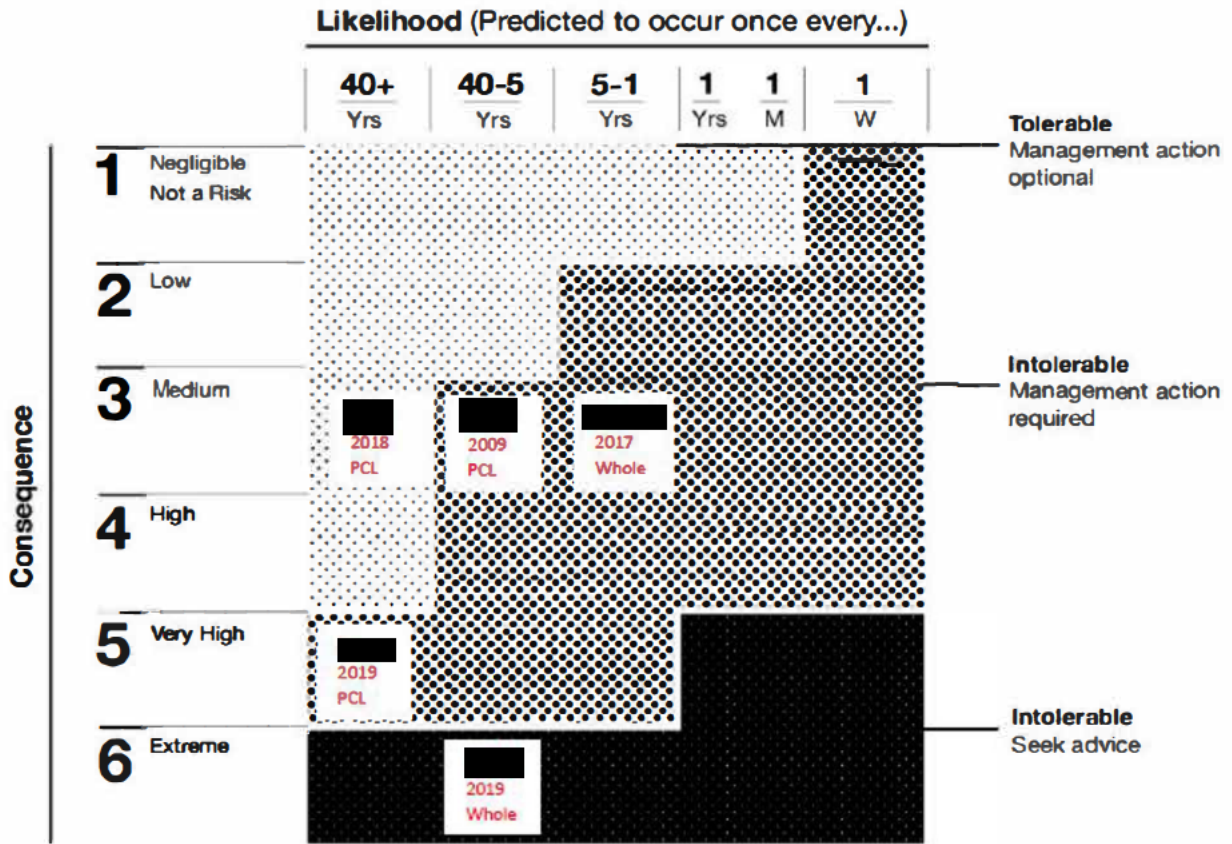 Likelihood (Predicted to occur once every...)
40+ 40-5 5-1 1 1 1
Yrs Yrs Yrs Yrs M W
Tolerable
Management action
optional
1 Negligible
Not a Risk
2 Low
Intolerable
Management action
required
3 Medium
2018 2009 2017
PCL PCL Whole
Consequence
4 High
5 Very High
2019
PCL
Intolerable
Seek advice
6 Extreme
2019
Whole